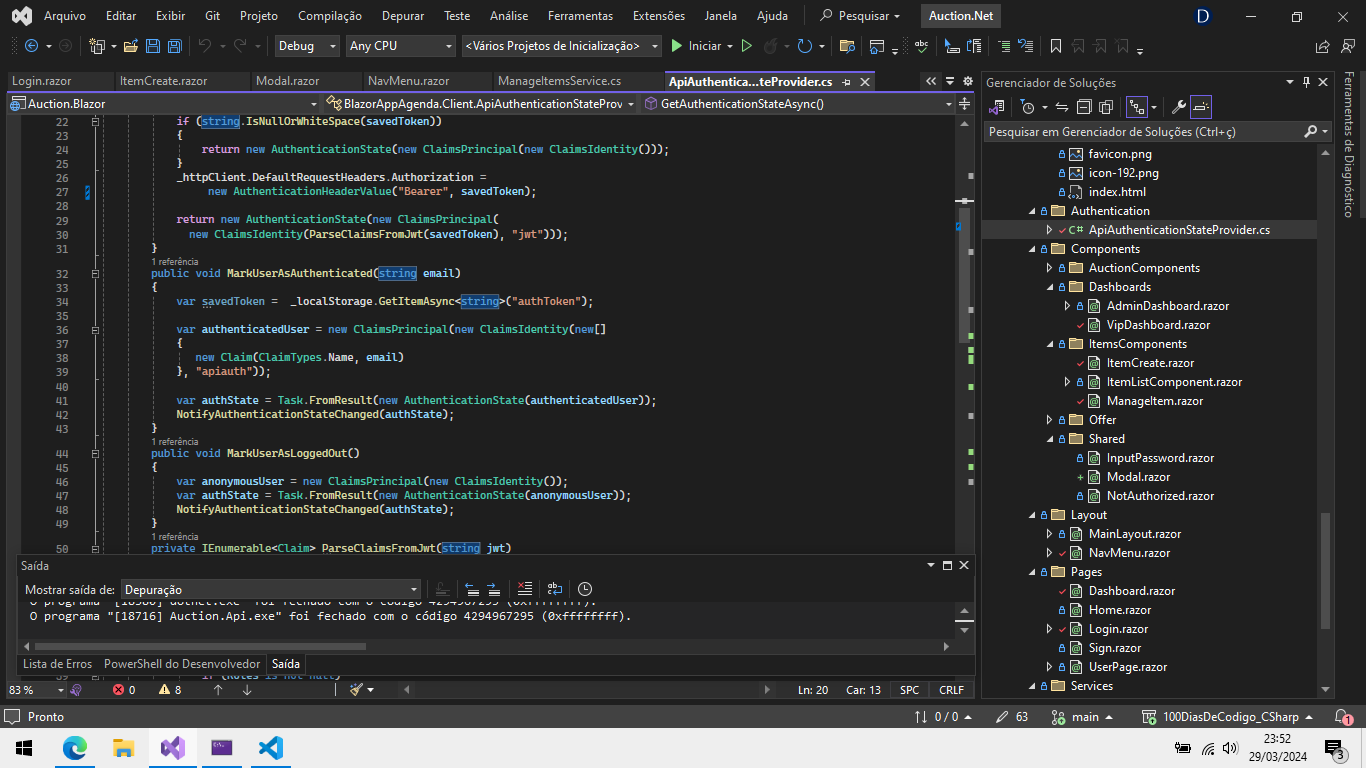 Arquivo Editar Exibir Git Projeto Compilação Depurar Teste Análise Ferramentas Extensões Janela Ajuda Pesquisar Auction.Net D
Debug Any CPU <Vários Projetos de Inicialização> Iniciar
Login.razor ItemCreate.razor Modal.razor NavMenu.razor ManageItemsService.cs ApiAuthentica...teProvider.cs
Auction.Blazor BlazorAppAgenda.Client.ApiAuthenticationStateProv GetAuthenticationStateAsync()
22 if (string.IsNullOrWhiteSpace(savedToken))
23 {
24 return new AuthenticationState(new ClaimsPrincipal(new ClaimsIdentity()));
25 }
26 _httpClient.DefaultRequestHeaders.Authorization =
27 new AuthenticationHeaderValue("Bearer", savedToken);
28
29 return new AuthenticationState(new ClaimsPrincipal(
30 new ClaimsIdentity(ParseClaimsFromJwt(savedToken), "jwt")));
31 }
1 referência
32 public void MarkUserAsAuthenticated(string email)
33 {
34 var savedToken = _localStorage.GetItemAsync<string>("authToken");
35
36 var authenticatedUser = new ClaimsPrincipal(new ClaimsIdentity(new[]
37 {
38 new Claim(ClaimTypes.Name, email)
39 }, "apiauth"));
40
41 var authState = Task.FromResult(new AuthenticationState(authenticatedUser));
42 NotifyAuthenticationStateChanged(authState);
43 }
1 referência
44 public void MarkUserAsLoggedOut()
45 {
46 var anonymousUser = new ClaimsPrincipal(new ClaimsIdentity());
47 var authState = Task.FromResult(new AuthenticationState(anonymousUser));
48 NotifyAuthenticationStateChanged(authState);
49 }
1 referência
50 private IEnumerable<Claim> ParseClaimsFromJwt(string jwt)
Saída
Mostrar saída de: Depuração
O programa "[18716] Auction.Api.exe" foi fechado com o código 4294967295 (0xffffffff).
Lista de Erros PowerShell do Desenvolvedor Saída
83 % 0 8 Ln: 20 Car: 13 SPC CRLF
Gerenciador de Soluções
Pesquisar em Gerenciador de Soluções (Ctrl+ç)
favicon.png
icon-192.png
index.html
Authentication
C# ApiAuthenticationStateProvider.cs
Components
AuctionComponents
Dashboards
AdminDashboard.razor
VipDashboard.razor
ItemsComponents
ItemCreate.razor
ItemListComponent.razor
ManageItem.razor
Offer
Shared
InputPassword.razor
Modal.razor
NotAuthorized.razor
Layout
MainLayout.razor
NavMenu.razor
Pages
Dashboard.razor
Home.razor
Login.razor
Sign.razor
UserPage.razor
Services
Ferramentas de Diagnóstico
Pronto 0 / 0 63 main 100DiasDeCodigo_CSharp 1
23:52
29/03/2024
3